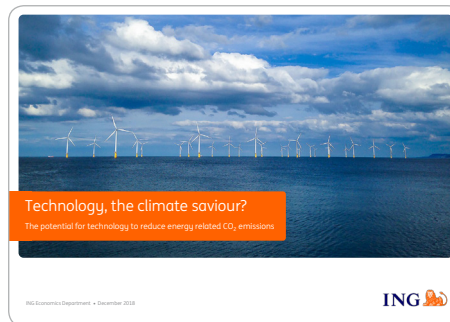 Technology, the climate saviour?
The potential for technology to reduce energy related CO₂ emissions
ING Economics Department • December 2018
ING